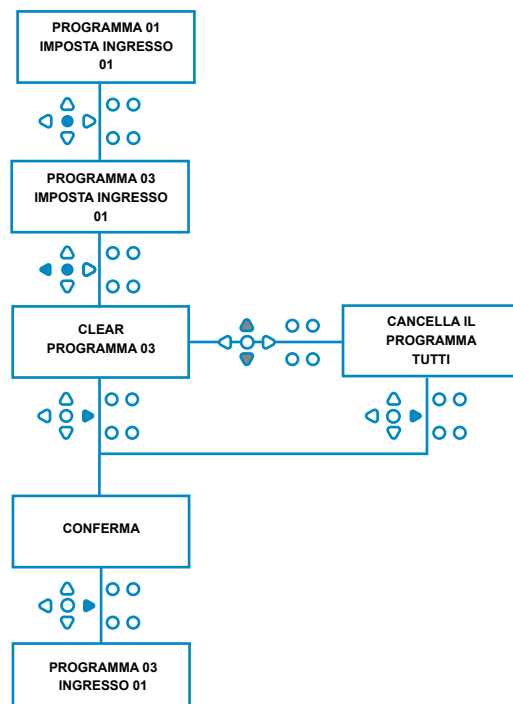 PROGRAMMA 01
IMPOSTA INGRESSO
01
PROGRAMMA 03
IMPOSTA INGRESSO
01
CLEAR
PROGRAMMA 03
CANCELLA IL
PROGRAMMA
TUTTI
CONFERMA
PROGRAMMA 03
INGRESSO 01